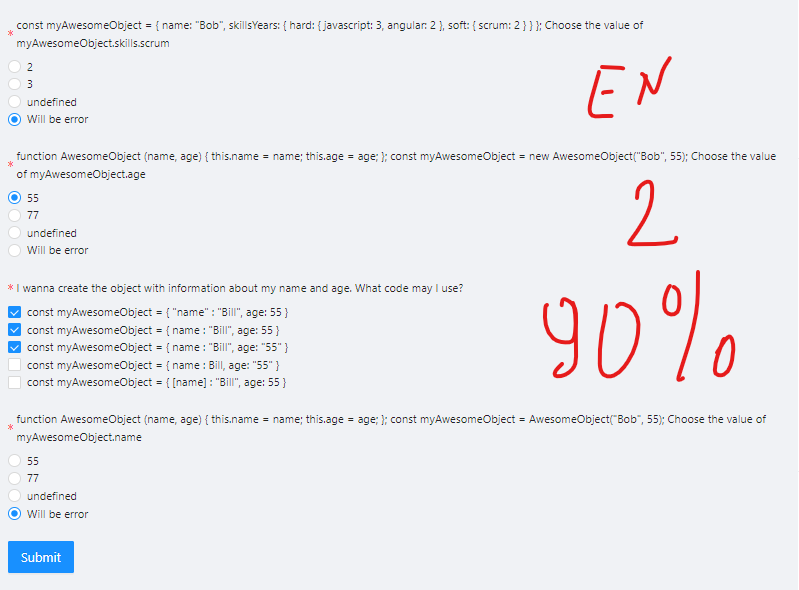 * const myAwesomeObject = { name: "Bob", skillsYears: { hard: { javascript: 3, angular: 2 }, soft: { scrum: 2 } } }; Choose the value of
myAwesomeObject.skills.scrum
2
3
undefined
Will be error
EN
* function AwesomeObject (name, age) { this.name = name; this.age = age; }; const myAwesomeObject = new AwesomeObject("Bob", 55); Choose the value
of myAwesomeObject.age
55
77
undefined
Will be error
2
* I wanna create the object with information about my name and age. What code may I use?
const myAwesomeObject = { "name" : "Bill", age: 55 }
const myAwesomeObject = { name : "Bill", age: 55 }
const myAwesomeObject = { name : "Bill", age: "55" }
const myAwesomeObject = { name : Bill, age: "55" }
const myAwesomeObject = { [name] : "Bill", age: 55 }
90%
* function AwesomeObject (name, age) { this.name = name; this.age = age; }; const myAwesomeObject = AwesomeObject("Bob", 55); Choose the value of
myAwesomeObject.name
55
77
undefined
Will be error
Submit